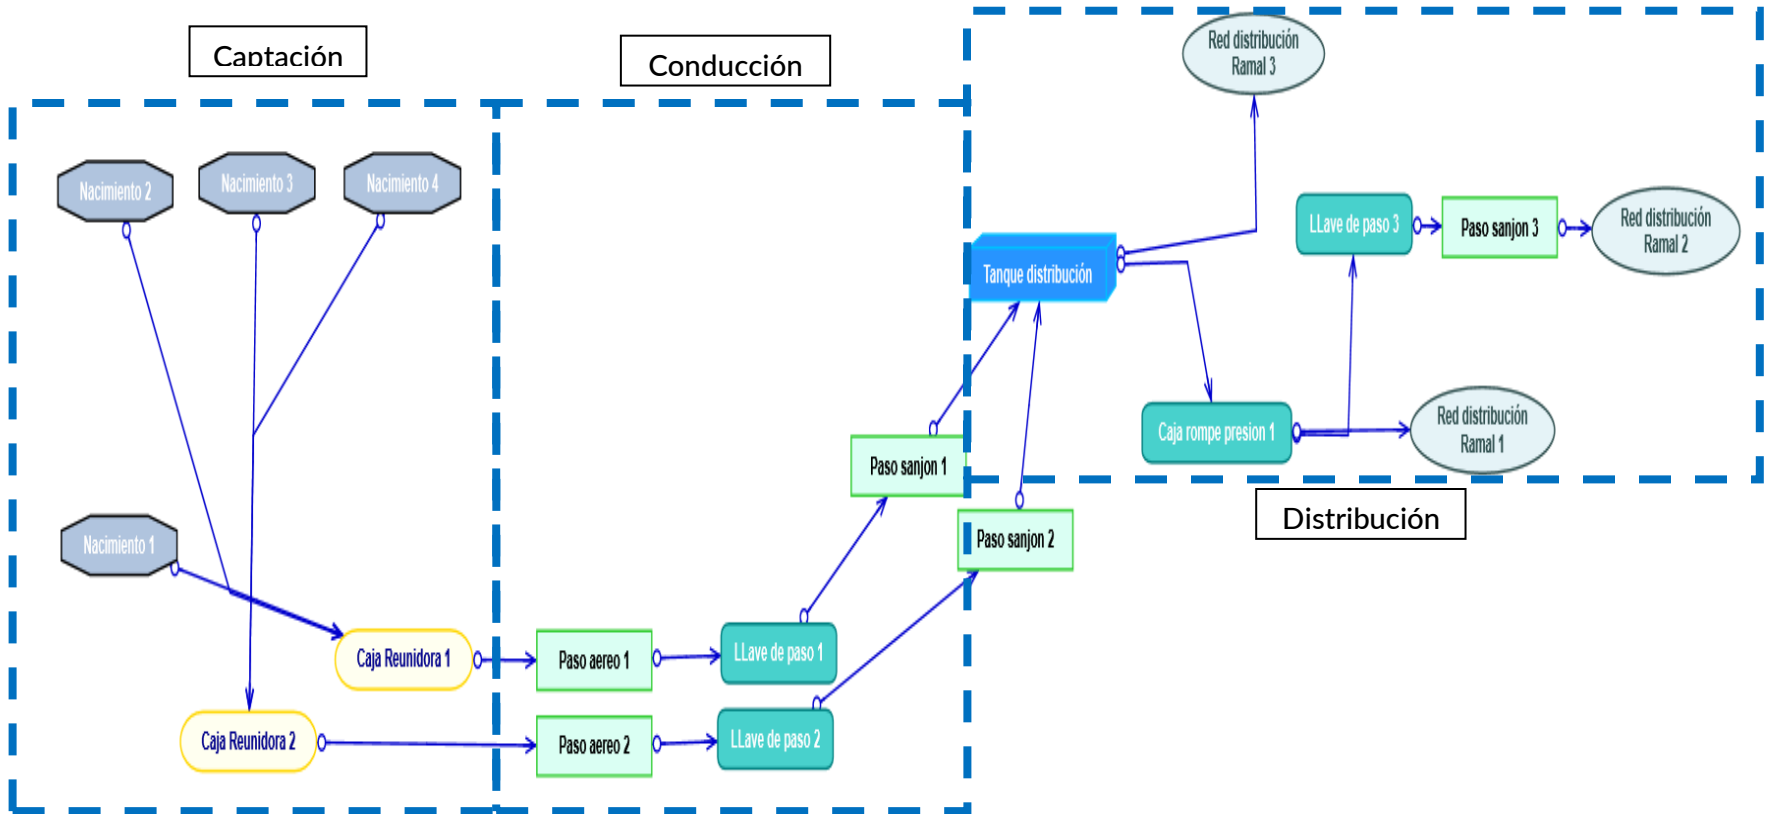 Captación
Conducción
Red distribución
Ramal 3
Nacimiento 2
Nacimiento 3
Nacimiento 4
LLave de paso 3
Paso sanjon 3
Red distribución
Ramal 2
Tanque distribución
Caja rompe presion 1
Red distribución
Ramal 1
Paso sanjon 1
Distribución
Paso sanjon 2
Nacimiento 1
Caja Reunidora 1
Paso aereo 1
LLave de paso 1
Caja Reunidora 2
Paso aereo 2
LLave de paso 2